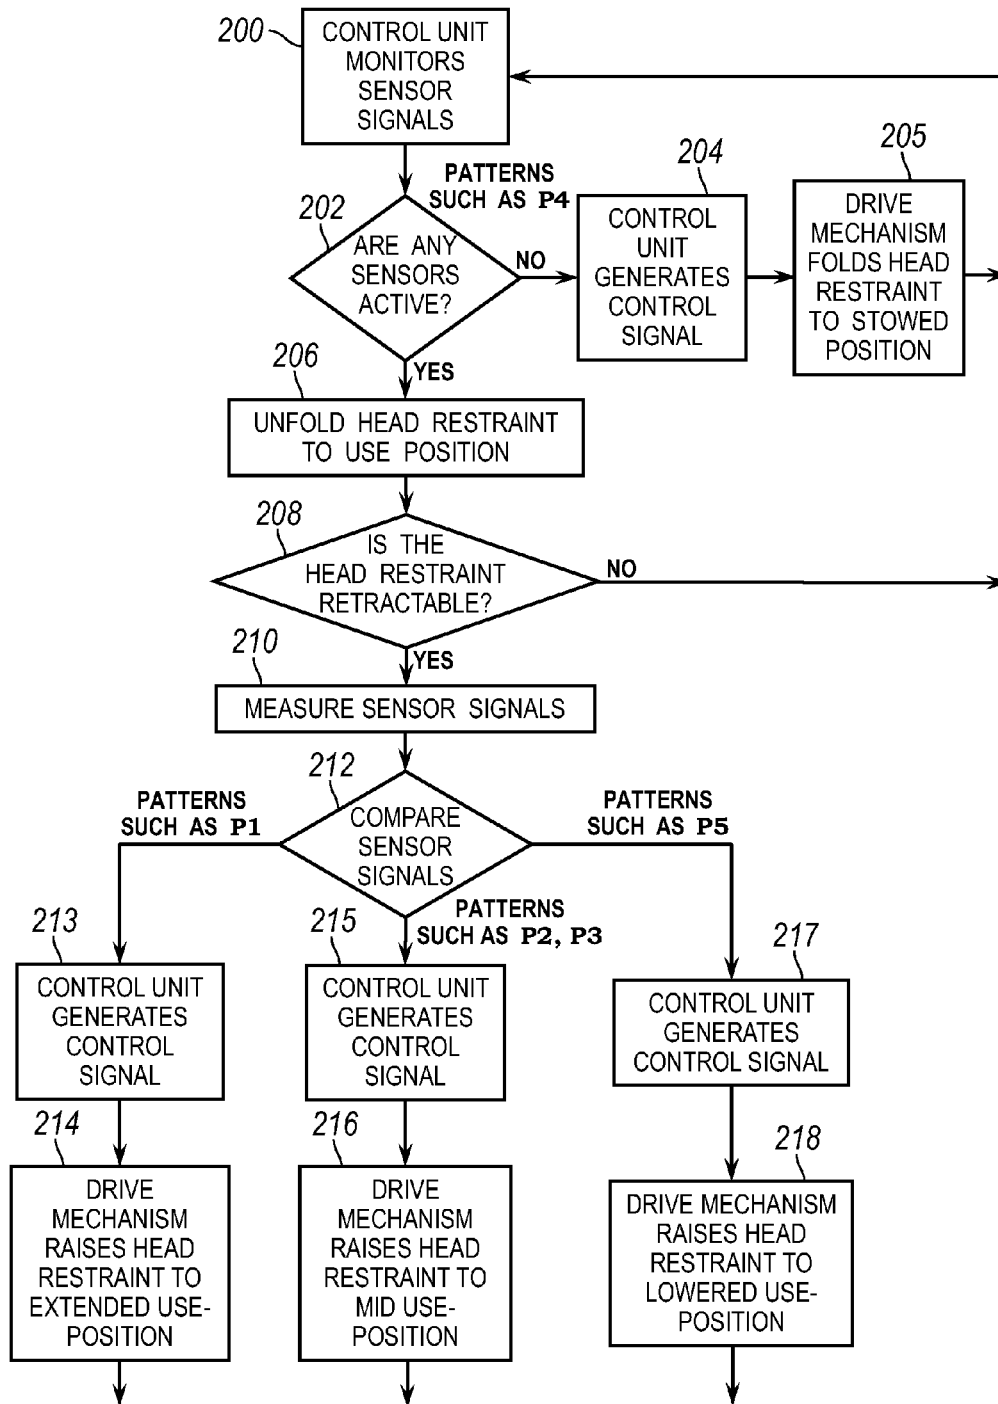 200
CONTROL UNIT
MONITORS
SENSOR
SIGNALS
PATTERNS
SUCH AS P4
202
ARE ANY
SENSORS
ACTIVE?
NO
204
CONTROL
UNIT
GENERATES
CONTROL
SIGNAL
205
DRIVE
MECHANISM
FOLDS HEAD
RESTRAINT
TO STOWED
POSITION
YES
206
UNFOLD HEAD RESTRAINT
TO USE POSITION
208
IS THE
HEAD RESTRAINT
RETRACTABLE?
NO
YES
210
MEASURE SENSOR SIGNALS
212
COMPARE
SENSOR
SIGNALS
PATTERNS
SUCH AS P1
PATTERNS
SUCH AS P5
PATTERNS
SUCH AS P2, P3
213
CONTROL UNIT
GENERATES
CONTROL
SIGNAL
215
CONTROL UNIT
GENERATES
CONTROL
SIGNAL
217
CONTROL UNIT
GENERATES
CONTROL SIGNAL
214
DRIVE
MECHANISM
RAISES HEAD
RESTRAINT TO
EXTENDED USE-
POSITION
216
DRIVE
MECHANISM
RAISES HEAD
RESTRAINT TO
MID USE-
POSITION
218
DRIVE MECHANISM
RAISES HEAD
RESTRAINT TO
LOWERED USE-
POSITION